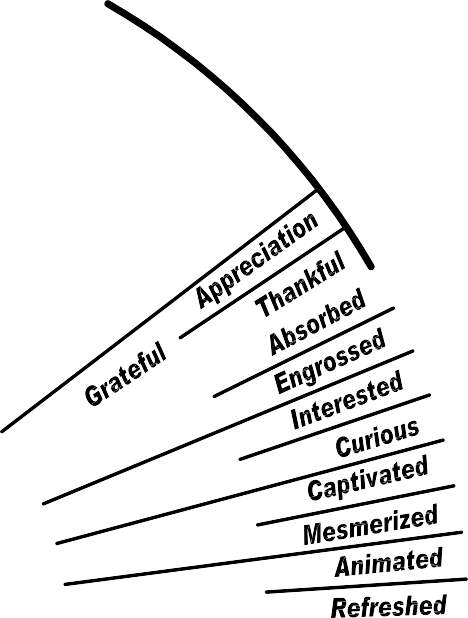 Appreciation
Thankful
Grateful
Absorbed
Engrossed
Interested
Curious
Captivated
Mesmerized
Animated
Refreshed